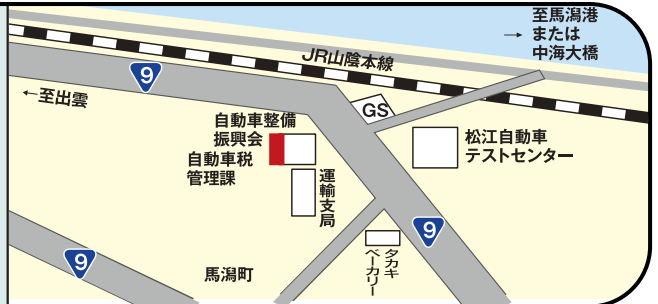 至馬潟港
→ または
中海大橋
JR山陰本線
9
←至出雲
GS
自動車整備
振興会
自動車税
管理課
松江自動車
テストセンター
運輸支局
9
9
馬潟町
タカキ
ベーカリー